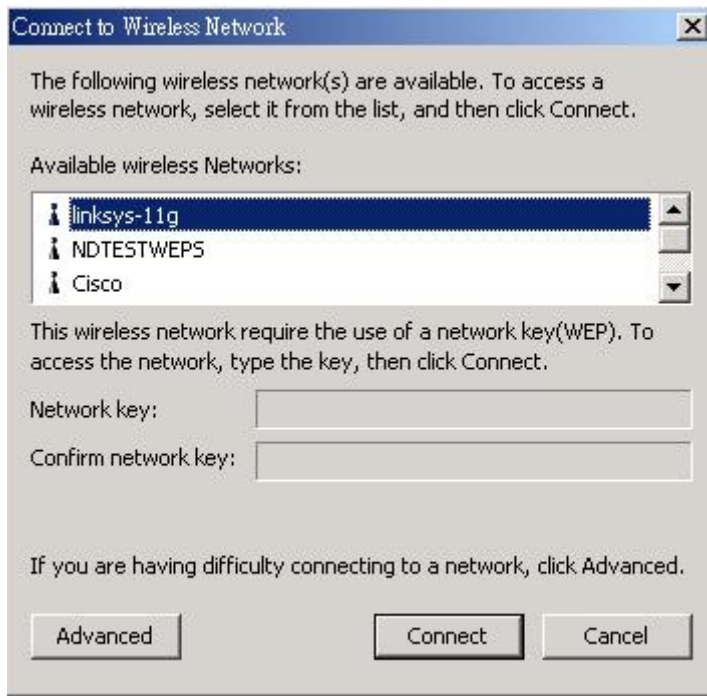 Connect to Wireless Network
The following wireless network(s) are available. To access a
wireless network, select it from the list, and then click Connect.
Available wireless Networks:
linksys-11g
NDTESTWEPS
Cisco
This wireless network require the use of a network key(WEP). To
access the network, type the key, then click Connect.
Network key:
Confirm network key:
If you are having difficulty connecting to a network, click Advanced.
Advanced
Connect
Cancel